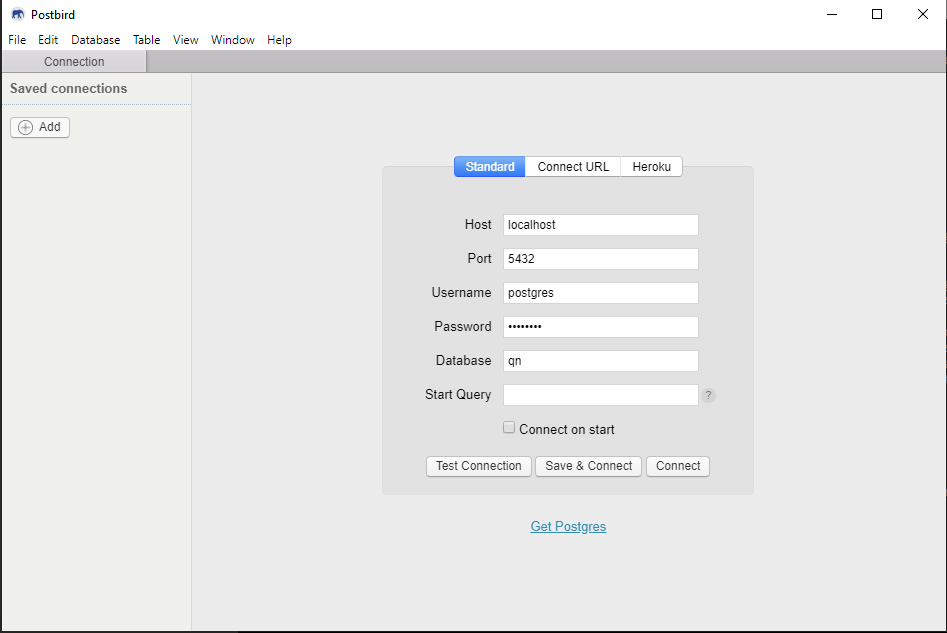 Postbird
File Edit Database Table View Window Help
Connection
Saved connections
Add
Standard Connect URL Heroku
Host localhost
Port 5432
Username postgres
Password ••••••••
Database qn
Start Query ?
Connect on start
Test Connection Save & Connect Connect
Get Postgres